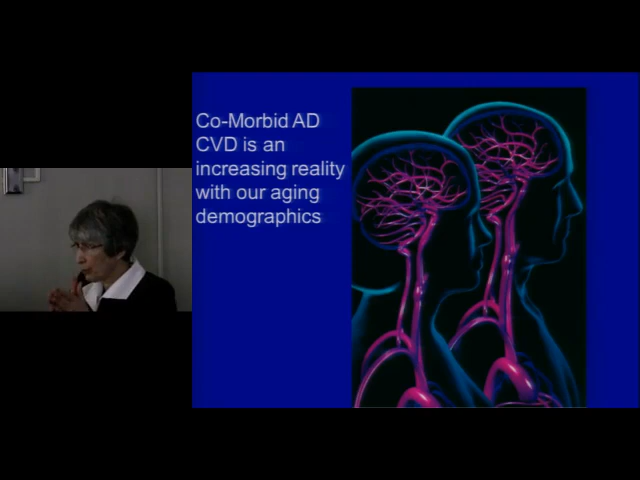 Co-Morbid AD
CVD is an
increasing reality
with our aging
demographics